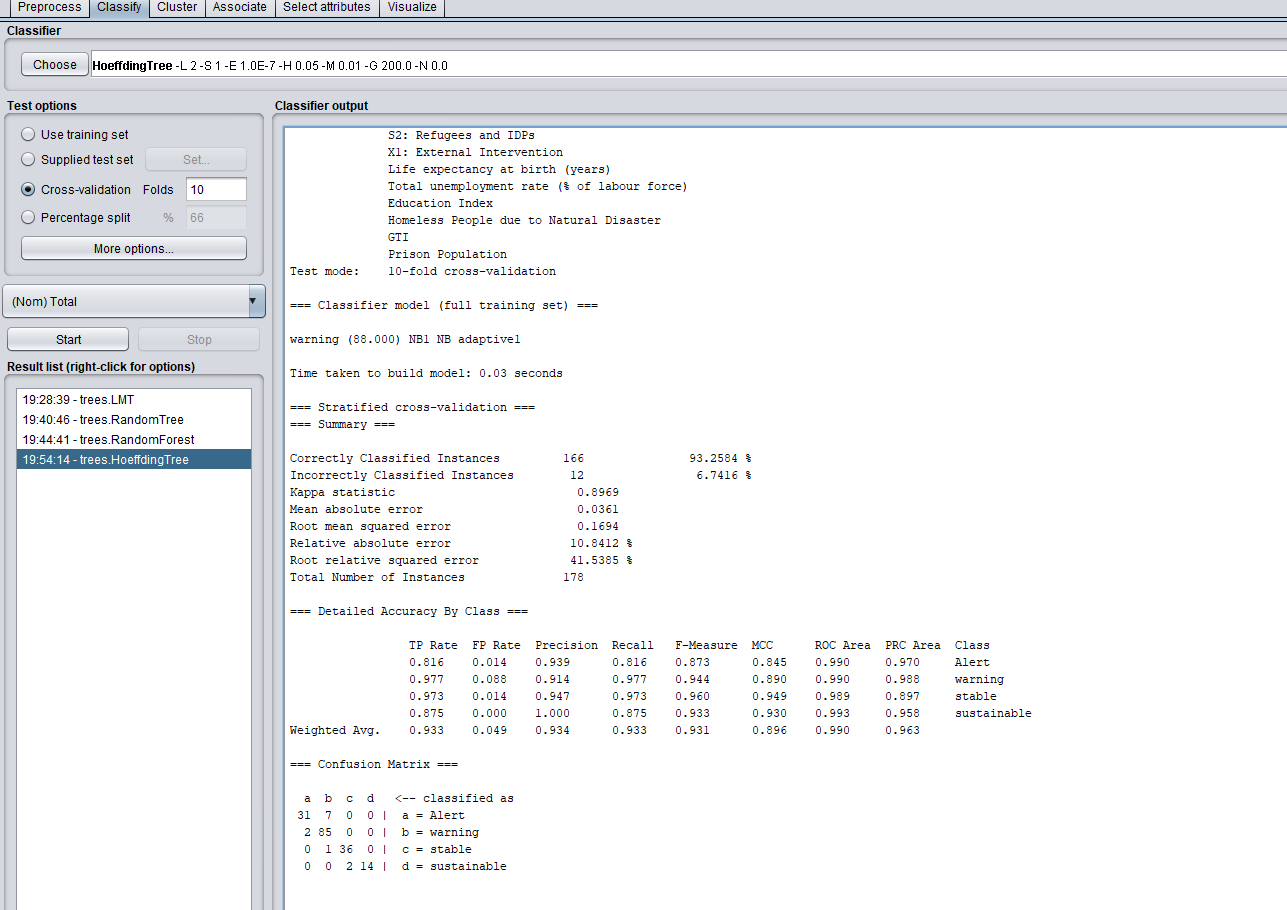 Preprocess Classify Cluster Associate Select attributes Visualize
Classifier
Choose HoeffdingTree -L 2 -S 1 -E 1.0E-7 -H 0.05 -M 0.01 -G 200.0 -N 0.0
Test options
Use training set
Supplied test set Set...
Cross-validation Folds 10
Percentage split % 66
More options...
(Nom) Total
Start Stop
Result list (right-click for options)
19:28:39 - trees.LMT
19:40:46 - trees.RandomTree
19:44:41 - trees.RandomForest
19:54:14 - trees.HoeffdingTree
Classifier output
S2: Refugees and IDPs
X1: External Intervention
Life expectancy at birth (years)
Total unemployment rate (% of labour force)
Education Index
Homeless People due to Natural Disaster
GTI
Prison Population
Test mode: 10-fold cross-validation
=== Classifier model (full training set) ===
warning (88.000) NB1 NB adaptive1
Time taken to build model: 0.03 seconds
=== Stratified cross-validation ===
=== Summary ===
Correctly Classified Instances 166 93.2584 %
Incorrectly Classified Instances 12 6.7416 %
Kappa statistic 0.8969
Mean absolute error 0.0361
Root mean squared error 0.1694
Relative absolute error 10.8412 %
Root relative squared error 41.5385 %
Total Number of Instances 178
=== Detailed Accuracy By Class ===
TP Rate FP Rate Precision Recall F-Measure MCC ROC Area PRC Area Class
0.816 0.014 0.939 0.816 0.873 0.845 0.990 0.970 Alert
0.977 0.088 0.914 0.977 0.944 0.890 0.990 0.988 warning
0.973 0.014 0.947 0.973 0.960 0.949 0.989 0.897 stable
0.875 0.000 1.000 0.875 0.933 0.930 0.993 0.958 sustainable
Weighted Avg. 0.933 0.049 0.934 0.933 0.931 0.896 0.990 0.963
=== Confusion Matrix ===
a b c d <-- classified as
31 7 0 0 | a = Alert
2 85 0 0 | b = warning
0 1 36 0 | c = stable
0 0 2 14 | d = sustainable